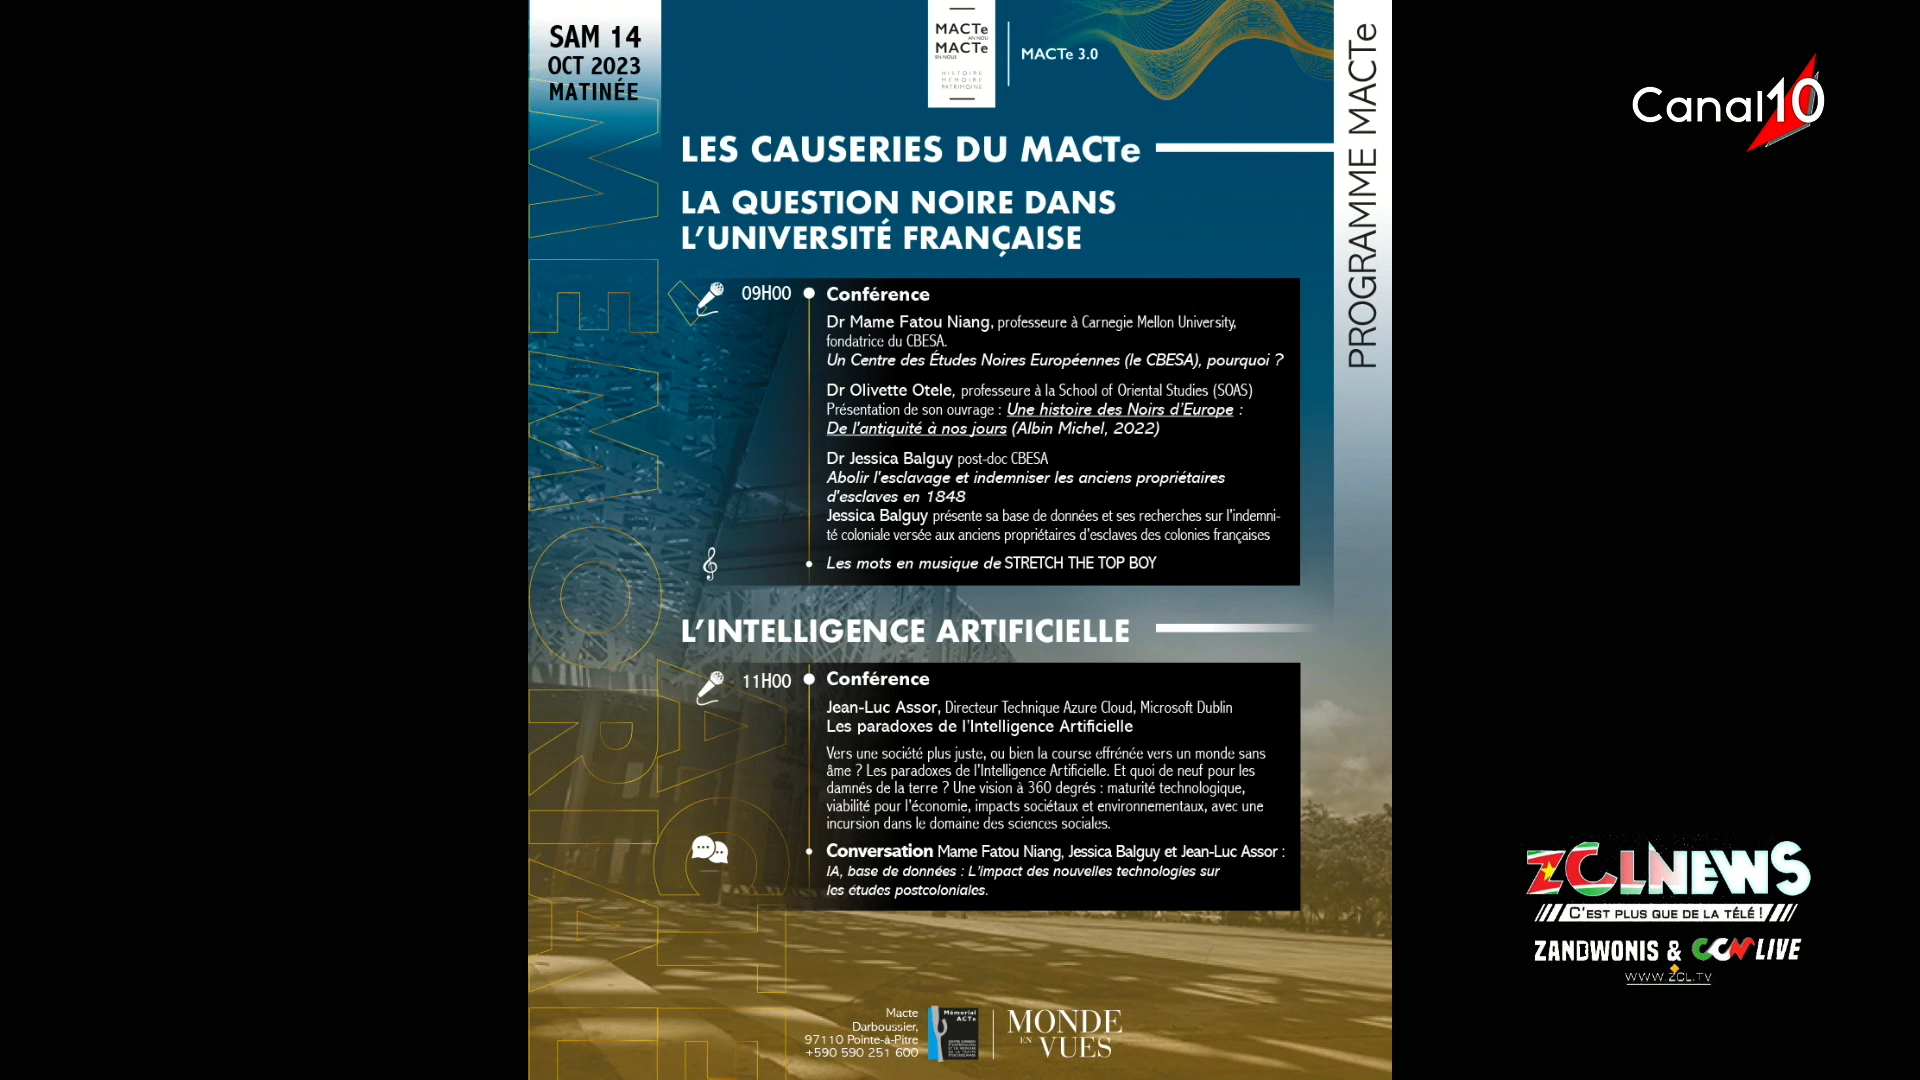 SAM 14
OCT 2023
MATINÉE
MACTe
AN NOU
MACTe
EN NOUS
HISTOIRE
MÉMOIRE
PATRIMOINE
MACTe 3.0
PROGRAMME MACTe
Canal10
LES CAUSERIES DU MACTe
LA QUESTION NOIRE DANS
L’UNIVERSITÉ FRANÇAISE
09H00
Conférence
Dr Mame Fatou Niang, professeure à Carnegie Mellon University,
fondatrice du CBESA.
Un Centre des Études Noires Européennes (le CBESA), pourquoi ?
Dr Olivette Otele, professeure à la School of Oriental Studies (SOAS)
Présentation de son ouvrage : Une histoire des Noirs d’Europe :
De l'antiquité à nos jours (Albin Michel, 2022)
Dr Jessica Balguy post-doc CBESA
Abolir l'esclavage et indemniser les anciens propriétaires
d'esclaves en 1848
Jessica Balguy présente sa base de données et ses recherches sur l’indemni-
té coloniale versée aux anciens propriétaires d’esclaves des colonies françaises
Les mots en musique de STRETCH THE TOP BOY
L’INTELLIGENCE ARTIFICIELLE
11H00
Conférence
Jean-Luc Assor, Directeur Technique Azure Cloud, Microsoft Dublin
Les paradoxes de l’Intelligence Artificielle
Vers une société plus juste, ou bien la course effrénée vers un monde sans
âme ? Les paradoxes de l’Intelligence Artificielle. Et quoi de neuf pour les
damnés de la terre ? Une vision à 360 degrés : maturité technologique,
viabilité pour l’économie, impacts sociétaux et environnementaux, avec une
incursion dans le domaine des sciences sociales.
Conversation Mame Fatou Niang, Jessica Balguy et Jean-Luc Assor :
IA, base de données : L’impact des nouvelles technologies sur
les études postcoloniales.
MEMORIAL
ACTE
Macte
Darboussier,
97110 Pointe-à-Pitre
+590 590 251 600
Mémorial
ACTe
MONDE
EN VUES
ZCLNEWS
C'EST PLUS QUE DE LA TÉLÉ !
ZANDWONIS & CCN LIVE
WWW.ZCL.TV